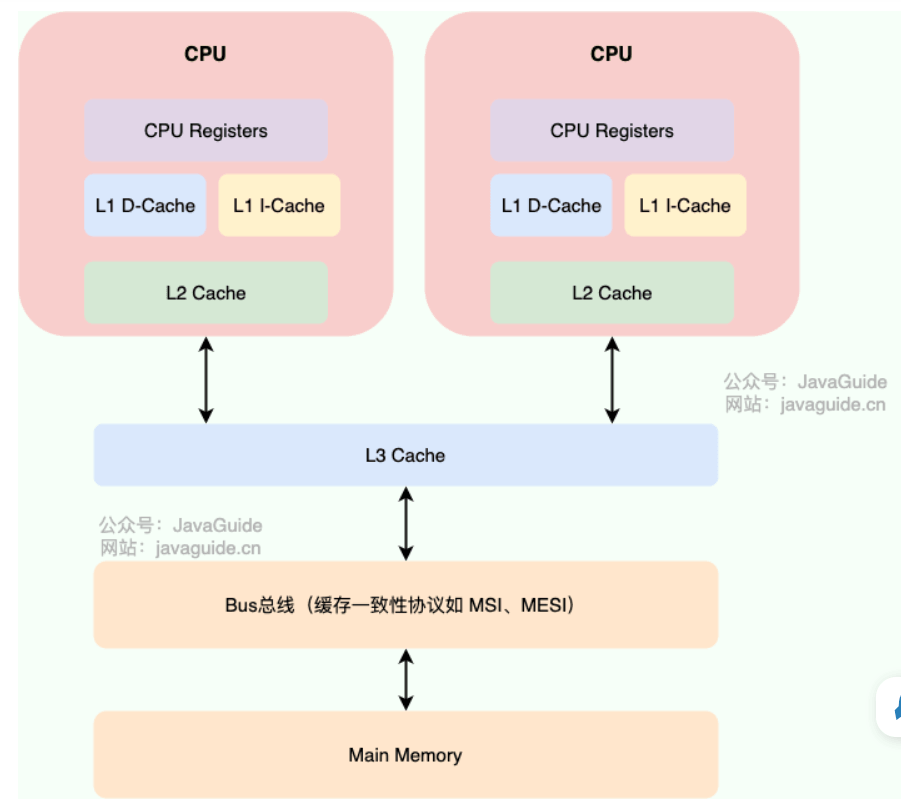 CPU
CPU
CPU Registers
CPU Registers
L1 D-Cache
L1 I-Cache
L1 D-Cache
L1 I-Cache
L2 Cache
L2 Cache
公众号：JavaGuide
网站：javaguide.cn
L3 Cache
公众号：JavaGuide
网站：javaguide.cn
Bus总线（缓存一致性协议如 MSI、MESI）
Main Memory